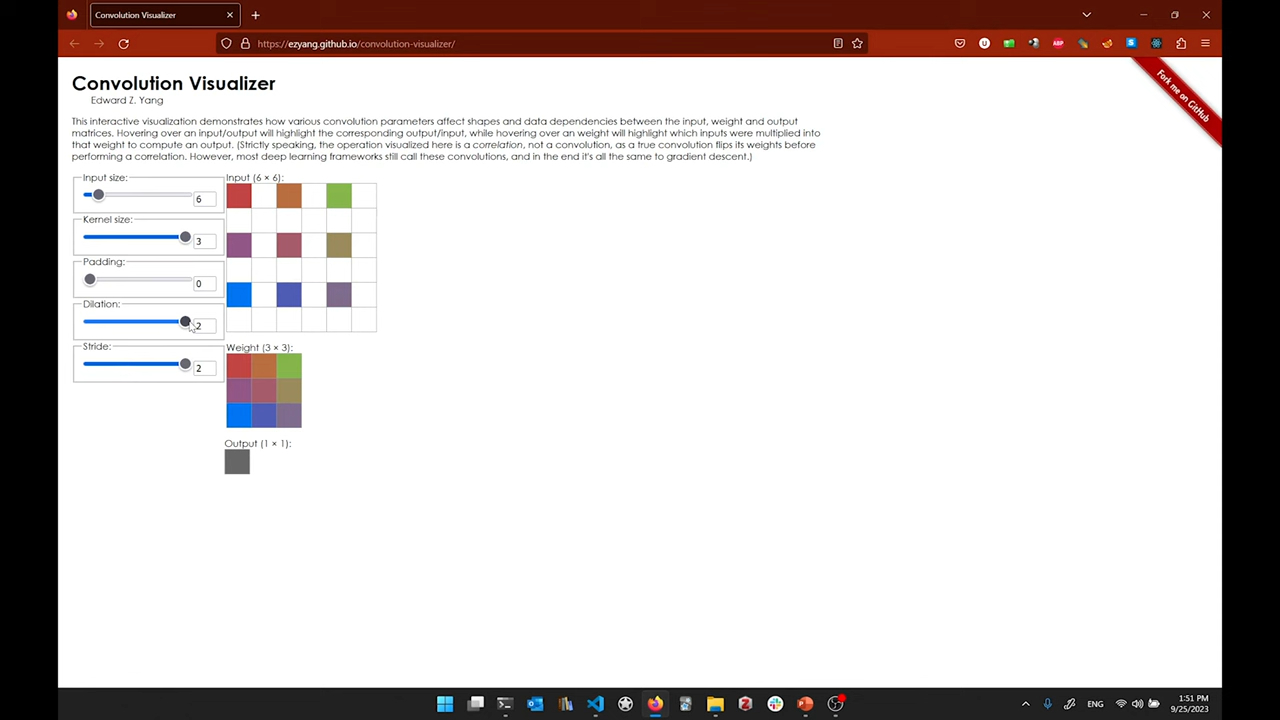 Convolution Visualizer
https://ezyang.github.io/convolution-visualizer/
U
ABP
S
Fork me on GitHub
Convolution Visualizer
Edward Z. Yang
This interactive visualization demonstrates how various convolution parameters affect shapes and data dependencies between the input, weight and output
matrices. Hovering over an input/output will highlight the corresponding output/input, while hovering over an weight will highlight which inputs were multiplied into
that weight to compute an output. (Strictly speaking, the operation visualized here is a correlation, not a convolution, as a true convolution flips its weights before
performing a correlation. However, most deep learning frameworks still call these convolutions, and in the end it's all the same to gradient descent.)
Input size:
6
Kernel size:
3
Padding:
0
Dilation:
2
Stride:
2
Input (6 × 6):
Weight (3 × 3):
Output (1 × 1):
ENG
1:51 PM
9/25/2023